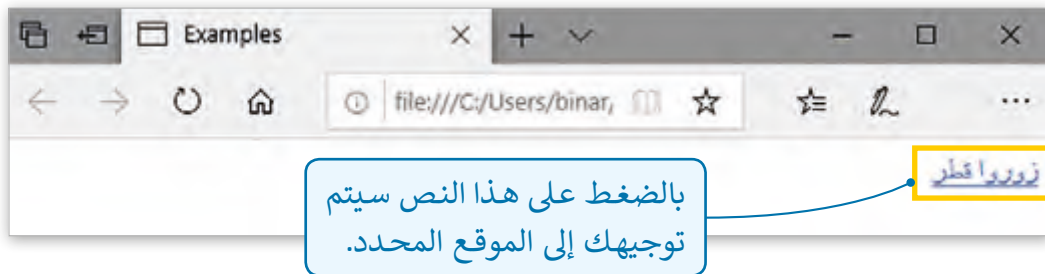 Examples
file:///C:/Users/binar,
زوروا قطر
بالضغط على هذا النص سيتم
توجيهك إلى الموقع المحدد.